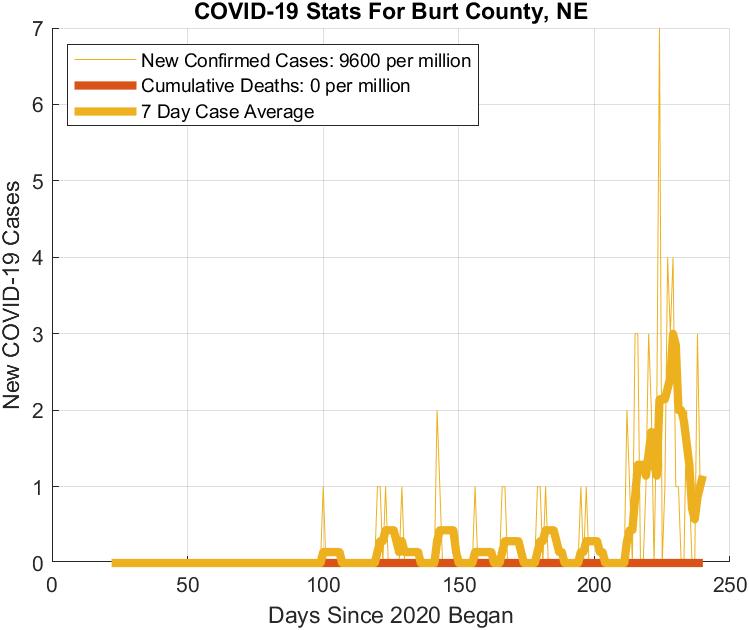 COVID-19 Stats For Burt County, NE
New Confirmed Cases: 9600 per million
Cumulative Deaths: 0 per million
7 Day Case Average
New COVID-19 Cases
7
6
5
4
3
2
1
0
0 50 100 150 200 250
Days Since 2020 Began